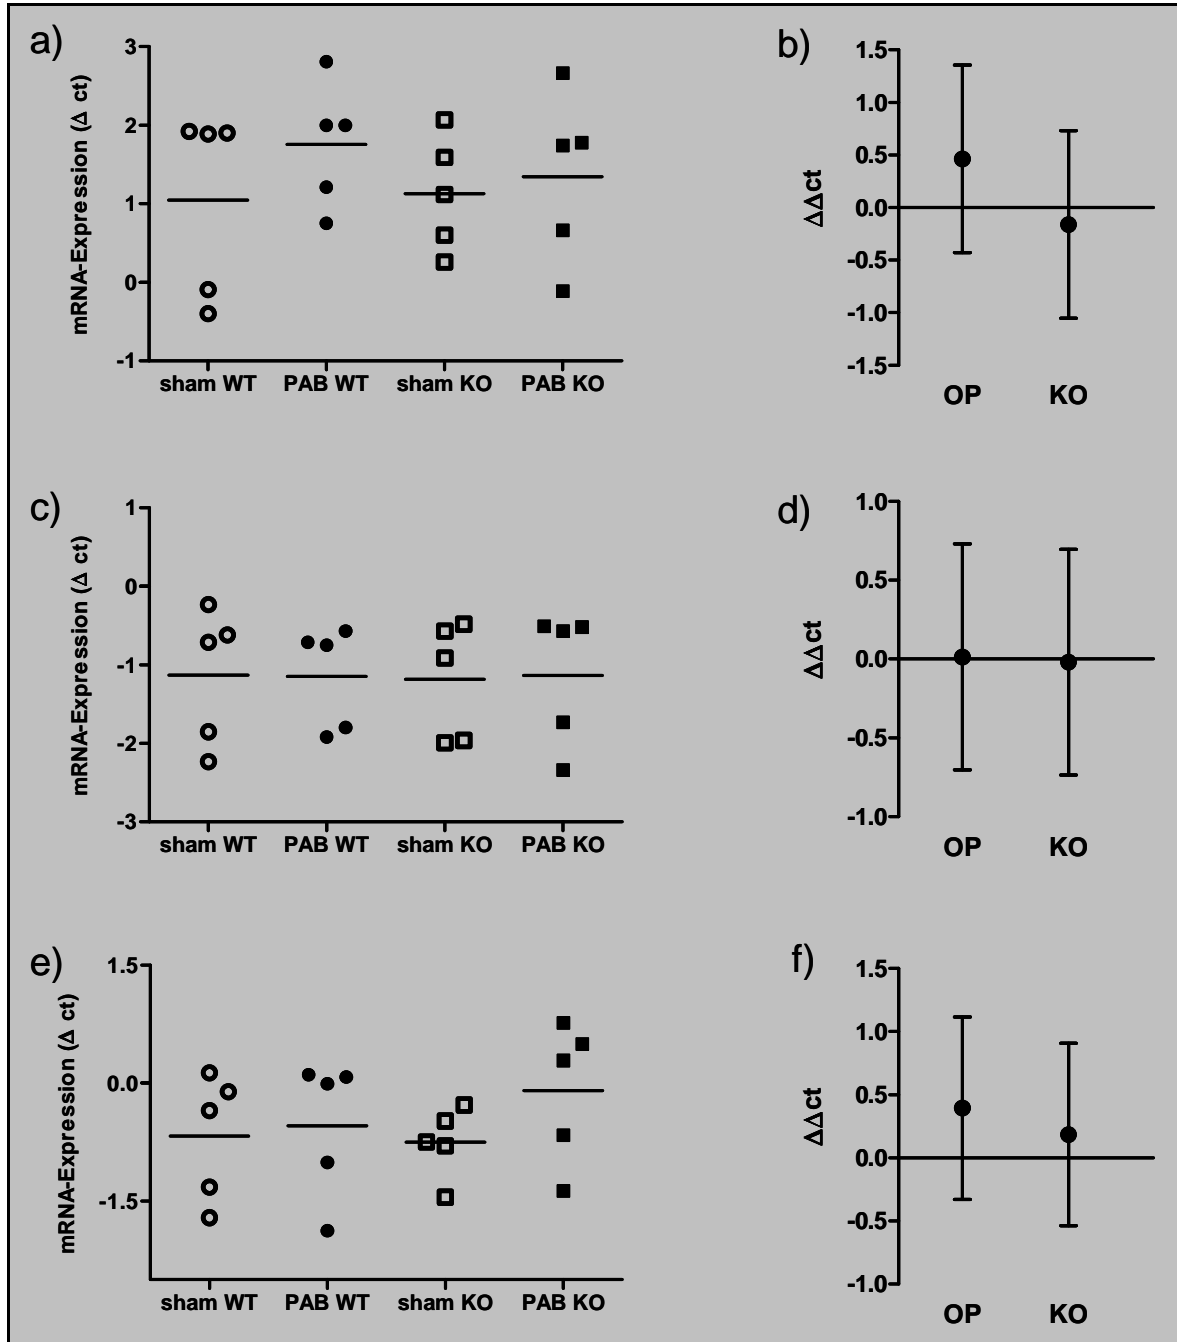 a)
mRNA-Expression (Δ ct)
3
2
1
0
-1
sham WT PAB WT sham KO PAB KO
b)
ΔΔct
1.5
1.0
0.5
0.0
-0.5
-1.0
-1.5
OP KO
c)
mRNA-Expression (Δ ct)
1
0
-1
-2
-3
sham WT PAB WT sham KO PAB KO
d)
ΔΔct
1.0
0.5
0.0
-0.5
-1.0
OP KO
e)
mRNA-Expression (Δ ct)
1.5
0.0
-1.5
sham WT PAB WT sham KO PAB KO
f)
ΔΔct
1.5
1.0
0.5
0.0
-0.5
-1.0
OP KO